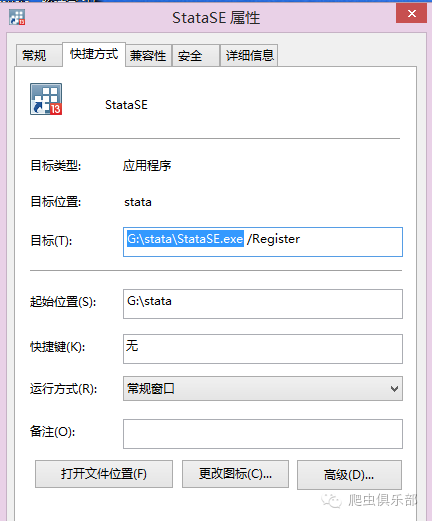 StataSE 属性
常规 快捷方式 兼容性 安全 详细信息
13 StataSE
目标类型: 应用程序
目标位置: stata
目标(T): G:\stata\StataSE.exe /Register
起始位置(S): G:\stata
快捷键(K): 无
运行方式(R): 常规窗口
备注(O):
打开文件位置(F) 更改图标(C)... 高级(D)...
爬虫俱乐部